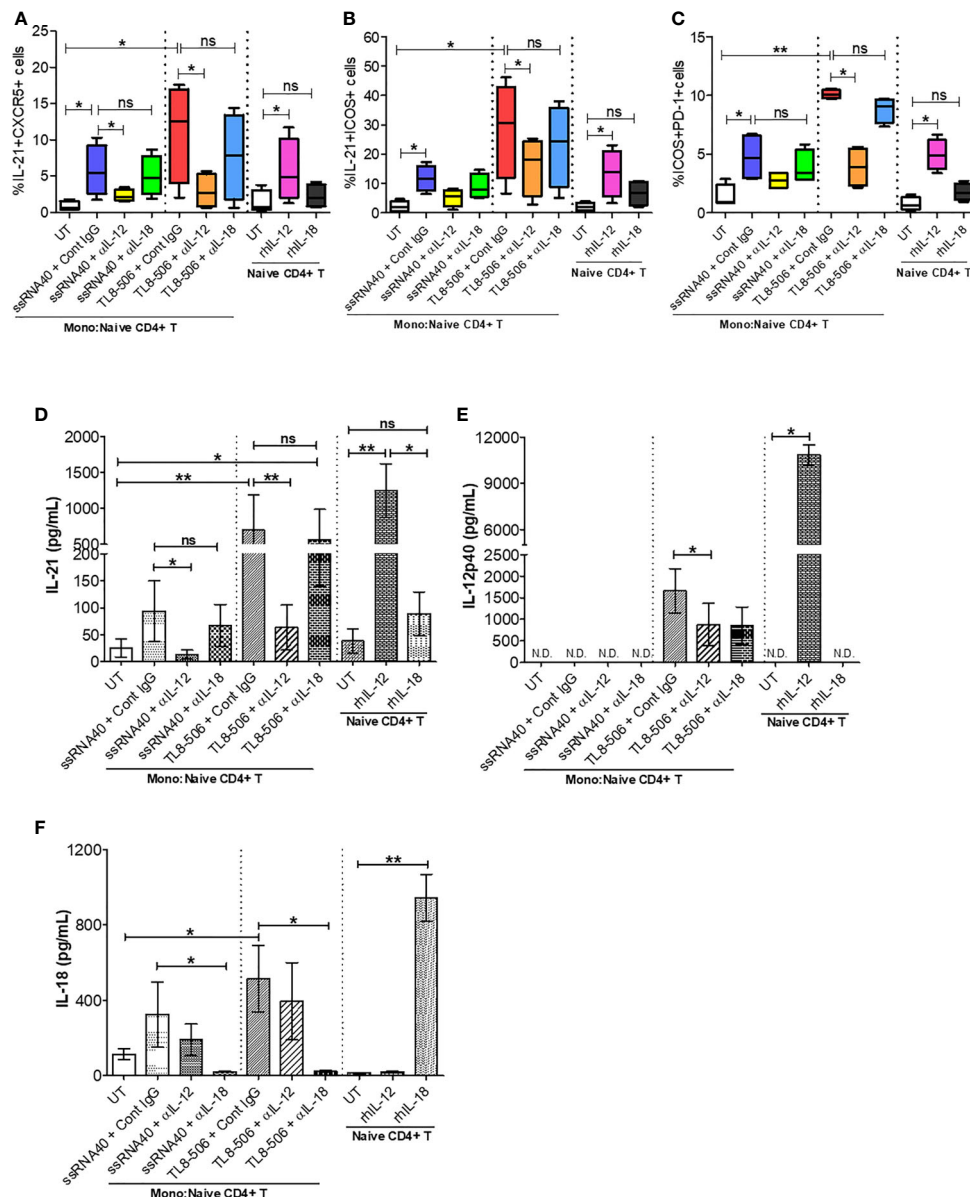 A
%IL-21+CXCR5+ cells
25
20
15
10
5
0
*
ns
*
ns
*
*
ns
*
UT
ssRNA40 + Cont IgG
ssRNA40 + αIL-12
ssRNA40 + αIL-18
TL8-506 + Cont IgG
TL8-506 + αIL-12
TL8-506 + αIL-18
UT
rhIL-12
rhIL-18
Naive CD4+ T
Mono:Naive CD4+ T
B
%IL-21+ICOS+ cells
60
50
40
30
20
10
0
*
ns
*
*
ns
*
UT
ssRNA40 + Cont IgG
ssRNA40 + αIL-12
ssRNA40 + αIL-18
TL8-506 + Cont IgG
TL8-506 + αIL-12
TL8-506 + αIL-18
UT
rhIL-12
rhIL-18
Naive CD4+ T
Mono:Naive CD4+ T
C
%ICOS+PD-1+cells
15
10
5
0
**
ns
*
*
ns
ns
*
UT
ssRNA40 + Cont IgG
ssRNA40 + αIL-12
ssRNA40 + αIL-18
TL8-506 + Cont IgG
TL8-506 + αIL-12
TL8-506 + αIL-18
UT
rhIL-12
rhIL-18
Naive CD4+ T
Mono:Naive CD4+ T
D
IL-21 (pg/mL)
2000
1500
1000
500
200
150
100
50
0
ns
ns
*
**
*
**
**
ns
*
UT
ssRNA40 + Cont IgG
ssRNA40 + αIL-12
ssRNA40 + αIL-18
TL8-506 + Cont IgG
TL8-506 + αIL-12
TL8-506 + αIL-18
UT
rhIL-12
rhIL-18
Naive CD4+ T
Mono:Naive CD4+ T
E
IL-12p40 (pg/mL)
12000
9000
6000
3000
2500
2000
1500
1000
500
0
*
*
N.D.
N.D.
N.D.
N.D.
N.D.
N.D.
UT
ssRNA40 + Cont IgG
ssRNA40 + αIL-12
ssRNA40 + αIL-18
TL8-506 + Cont IgG
TL8-506 + αIL-12
TL8-506 + αIL-18
UT
rhIL-12
rhIL-18
Naive CD4+ T
Mono:Naive CD4+ T
F
IL-18 (pg/mL)
1200
800
400
0
**
*
*
*
UT
ssRNA40 + Cont IgG
ssRNA40 + αIL-12
ssRNA40 + αIL-18
TL8-506 + Cont IgG
TL8-506 + αIL-12
TL8-506 + αIL-18
UT
rhIL-12
rhIL-18
Naive CD4+ T
Mono:Naive CD4+ T